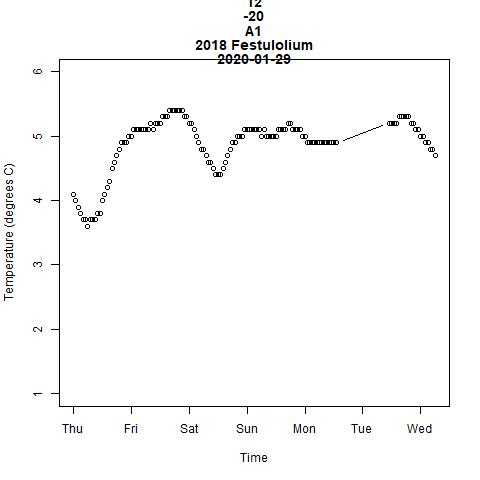 T2
-20
A1
2018 Festulolium
2020-01-29
6
5
4
3
2
1
Temperature (degrees C)
Thu Fri Sat Sun Mon Tue Wed
Time